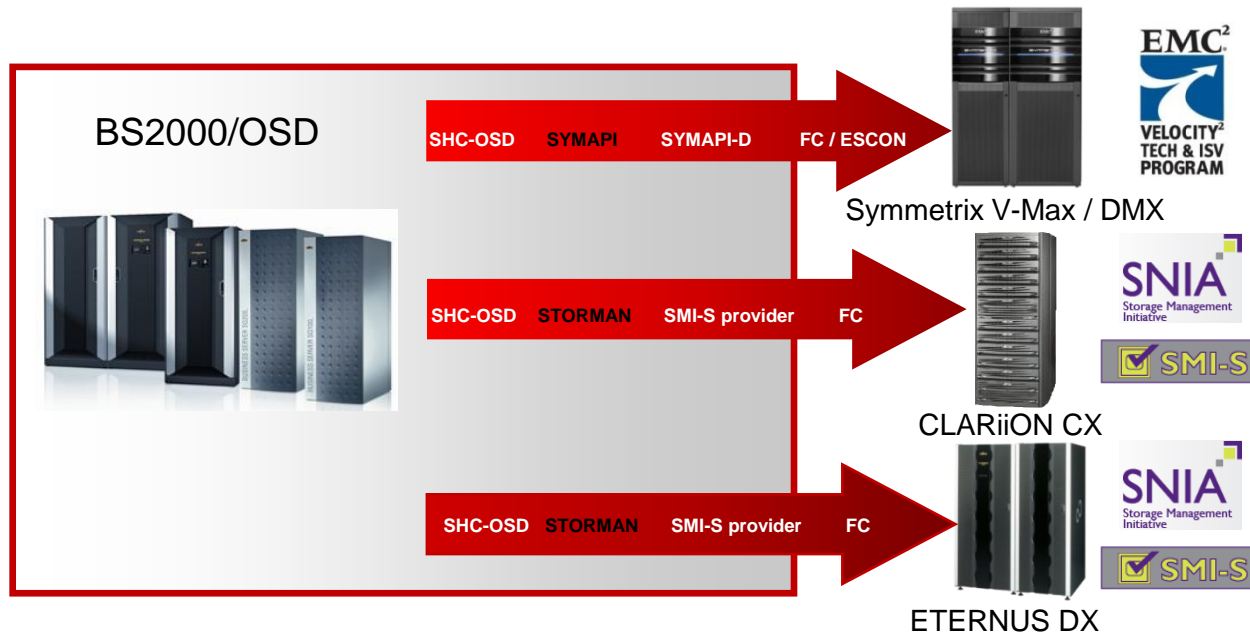 BS2000/OSD
SHC-OSD SYMAPI SYMAPI-D FC / ESCON
EMC²
VELOCITY²
TECH & ISV
PROGRAM
Symmetrix V-Max / DMX
SHC-OSD STORMAN SMI-S provider FC
SNIA
Storage Management
Initiative
SMI-S
CLARiiON CX
SHC-OSD STORMAN SMI-S provider FC
SNIA
Storage Management
Initiative
SMI-S
ETERNUS DX